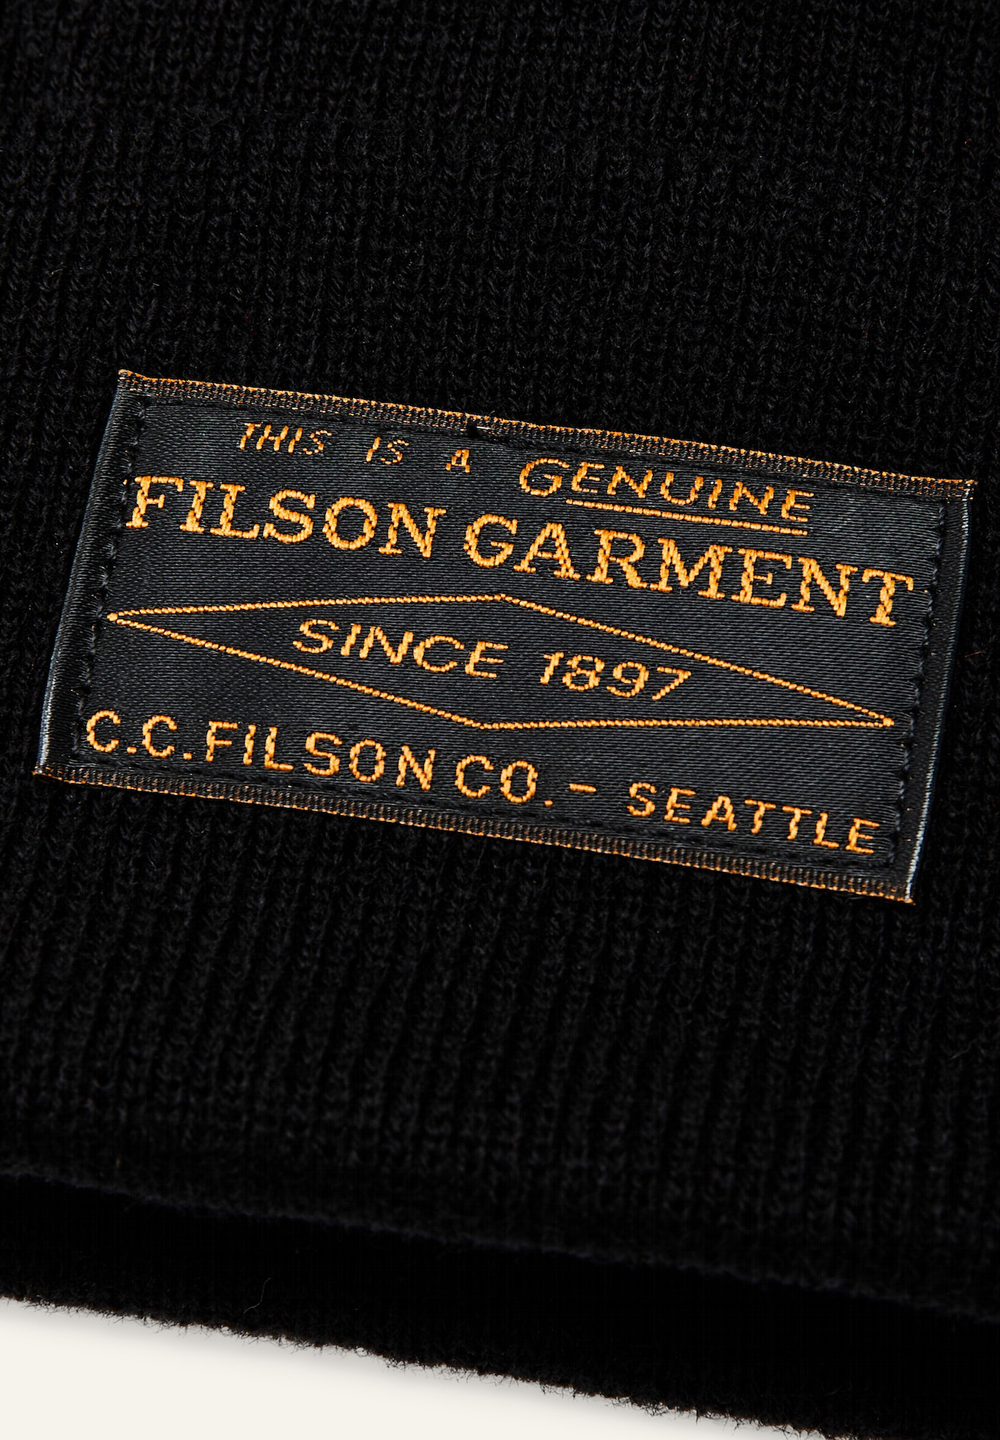 THIS IS A GENUINE
FILSON GARMENT
SINCE 1897
C.C. FILSON CO. - SEATTLE